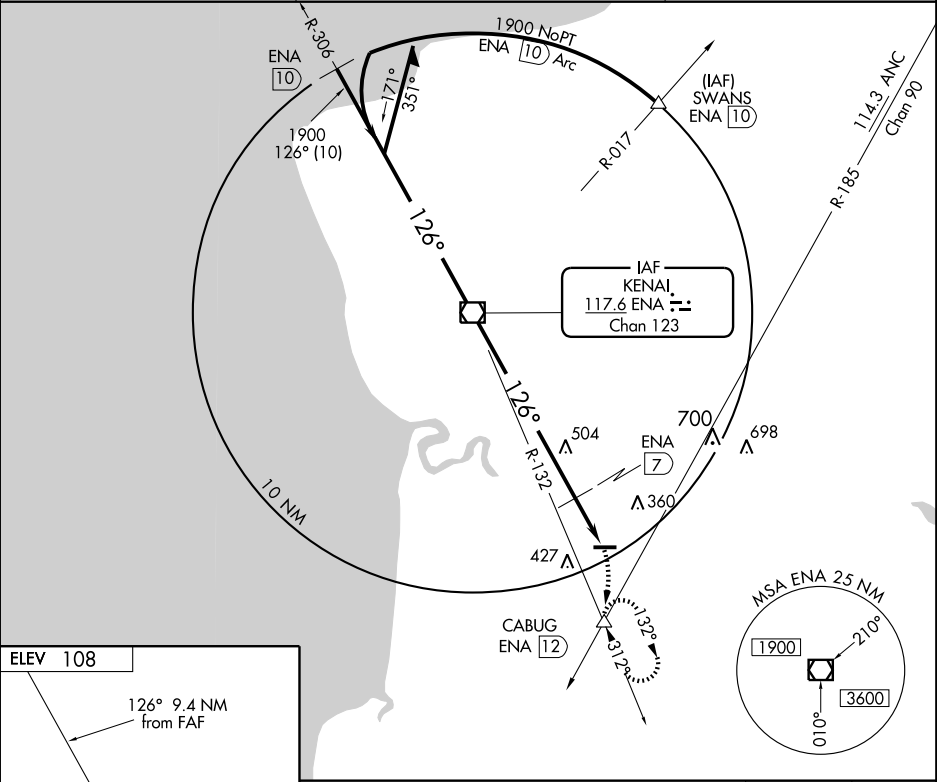 R-306
ENA
10
1900 NoPT
ENA 10 Arc
171°
351°
(IAF)
SWANS
ENA 10
114.3 ANC
Chan 90
1900
126° (10)
R-017
R-185
126°
IAF
KENAI
117.6 ENA
Chan 123
126°
R-132
504
ENA
7
700
698
360
10 NM
427
CABUG
ENA 12
132°
312°
MSA ENA 25 NM
1900
210°
3600
010°
ELEV 108
126° 9.4 NM
from FAF